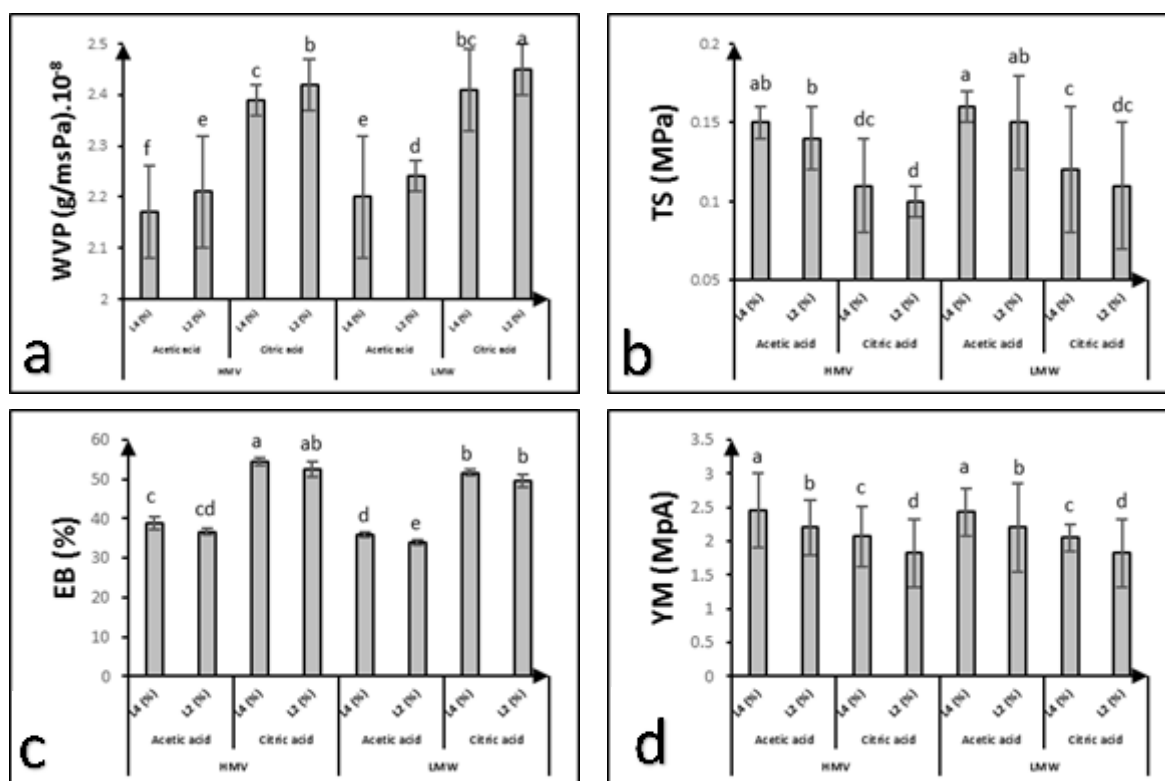 2.5
2.4
2.3
2.2
2.1
2
WVP (g/msPa).10⁻⁸
f
e
c
b
e
d
bc
a
L4 (%)
L2 (%)
L4 (%)
L2 (%)
L4 (%)
L2 (%)
L4 (%)
L2 (%)
Acetic acid
Citric acid
Acetic acid
Citric acid
HMV
LMW
a
0.2
0.15
0.1
0.05
TS (MPa)
ab
b
dc
d
a
ab
c
dc
L4 (%)
L2 (%)
L4 (%)
L2 (%)
L4 (%)
L2 (%)
L4 (%)
L2 (%)
Acetic acid
Citric acid
Acetic acid
Citric acid
HMV
LMW
b
60
50
40
30
20
10
0
EB (%)
c
cd
a
ab
d
e
b
b
L4 (%)
L2 (%)
L4 (%)
L2 (%)
L4 (%)
L2 (%)
L4 (%)
L2 (%)
Acetic acid
Citric acid
Acetic acid
Citric acid
HMV
LMW
c
3.5
3
2.5
2
1.5
1
0.5
0
YM (MpA)
a
b
c
d
a
b
c
d
L4 (%)
L2 (%)
L4 (%)
L2 (%)
L4 (%)
L2 (%)
L4 (%)
L2 (%)
Acetic acid
Citric acid
Acetic acid
Citric acid
HMV
LMW
d